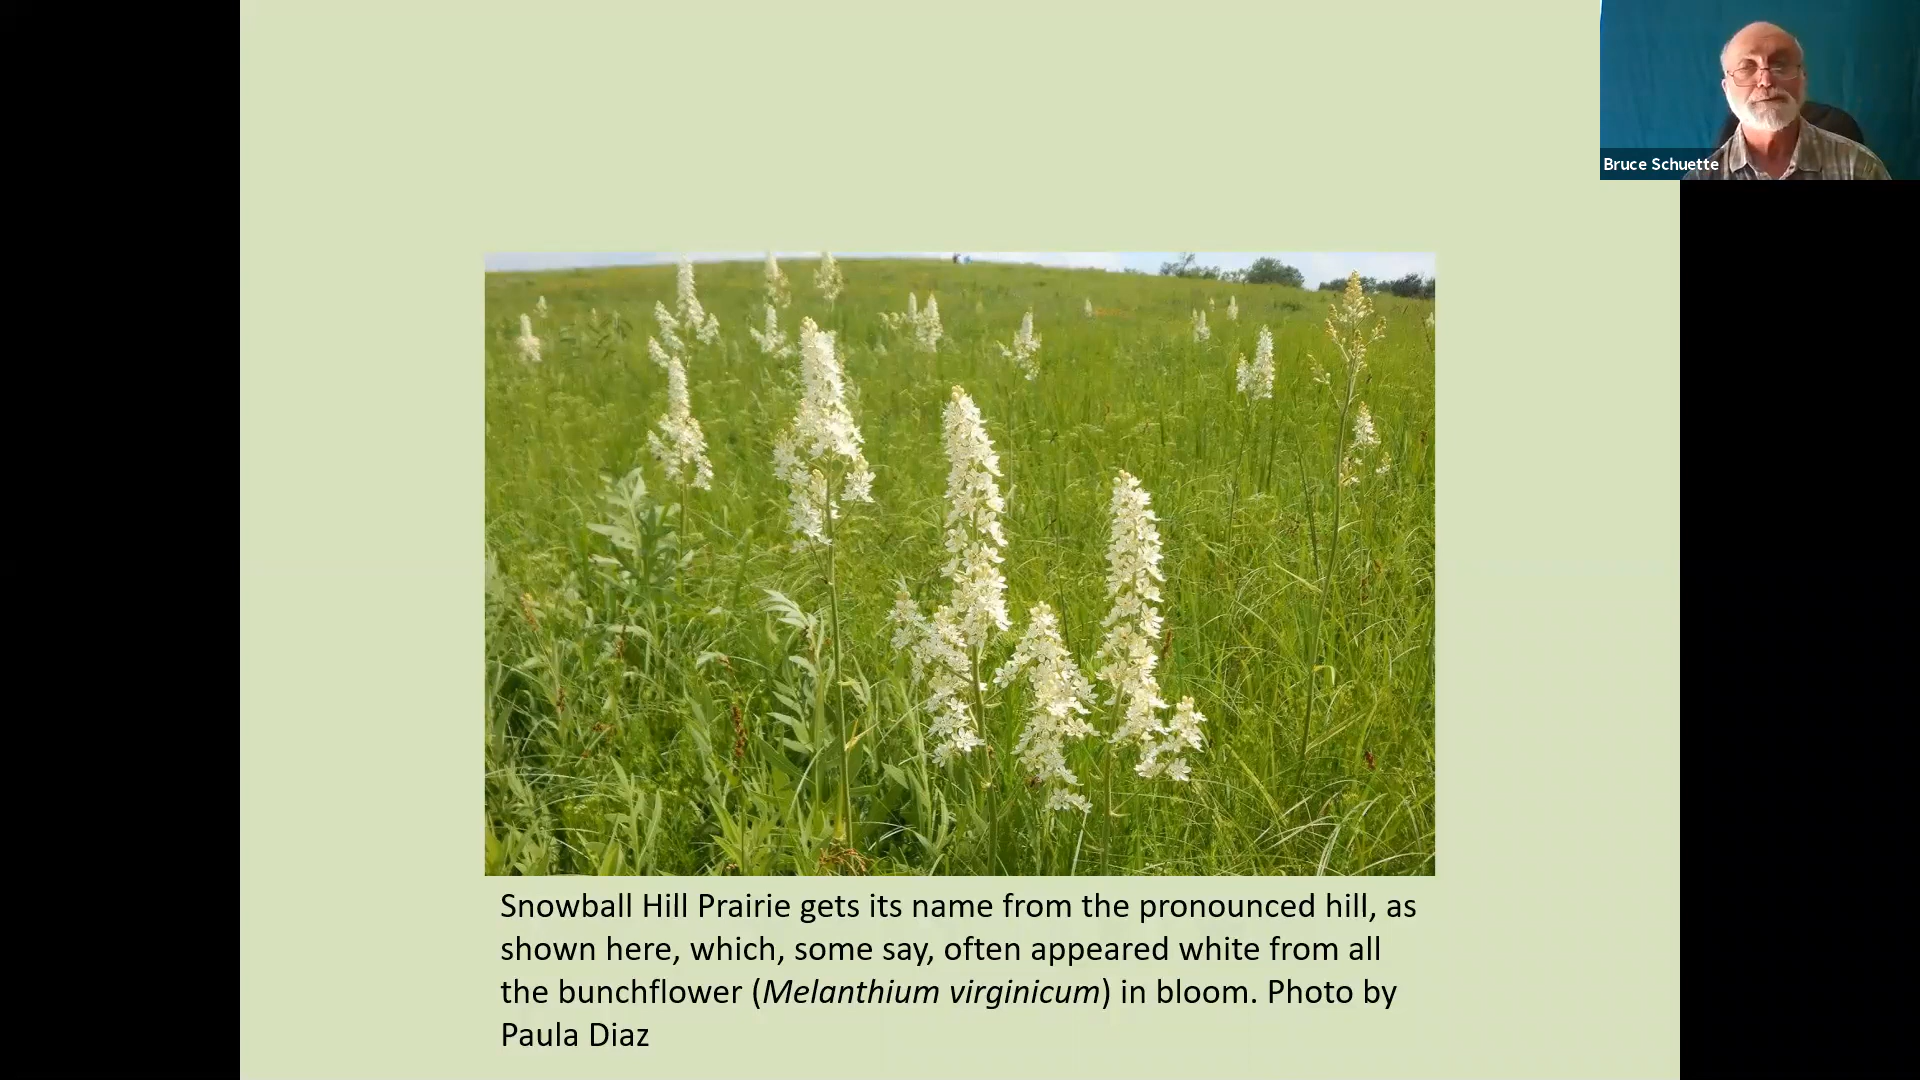 Bruce Schuette
Snowball Hill Prairie gets its name from the pronounced hill, as
shown here, which, some say, often appeared white from all
the bunchflower (Melanthium virginicum) in bloom. Photo by
Paula Diaz